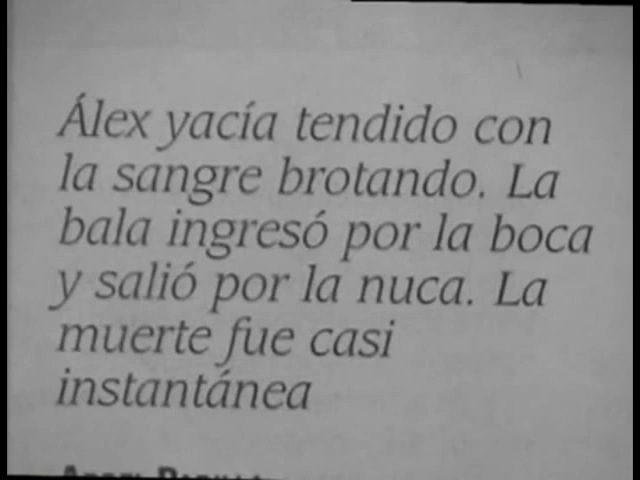 Álex yacía tendido con
la sangre brotando. La
bala ingresó por la boca
y salió por la nuca. La
muerte fue casi
instantánea